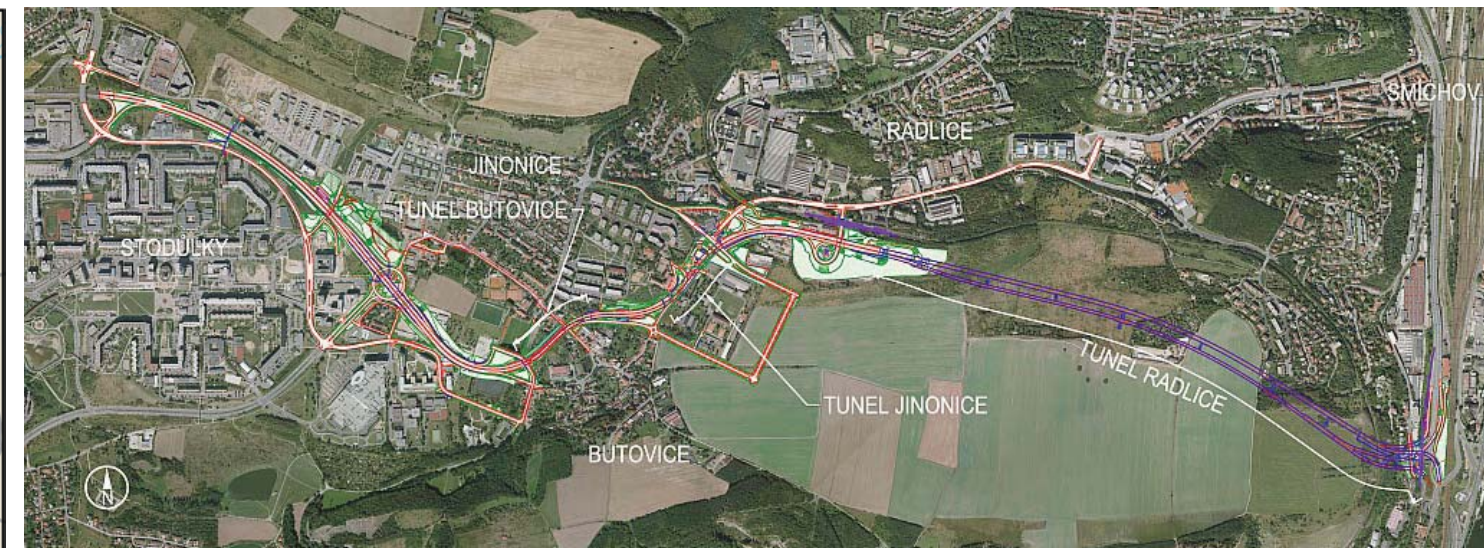 SMÍCHOV
RADLICE
JINONICE
TUNEL BUTOVICE
STODŮLKY
TUNEL RADLICE
TUNEL JINONICE
BUTOVICE
N